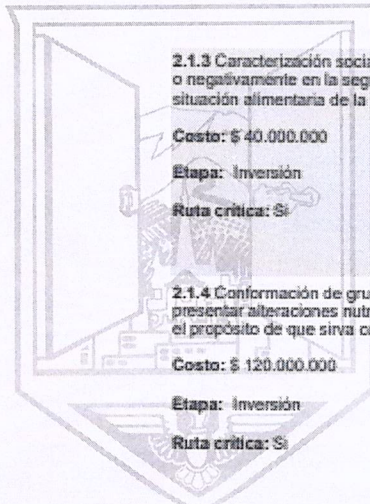 2.1.3 Caracterización socia
o negativamente en la seg
situación alimentaria de la
Costo: $ 40.000.000
Etapa: Inversión
Ruta crítica: Si
2.1.4 Conformación de gru
presentar alteraciones nutr
el propósito de que sirva c
Costo: $ 120.000.000
Etapa: Inversión
Ruta crítica: Si